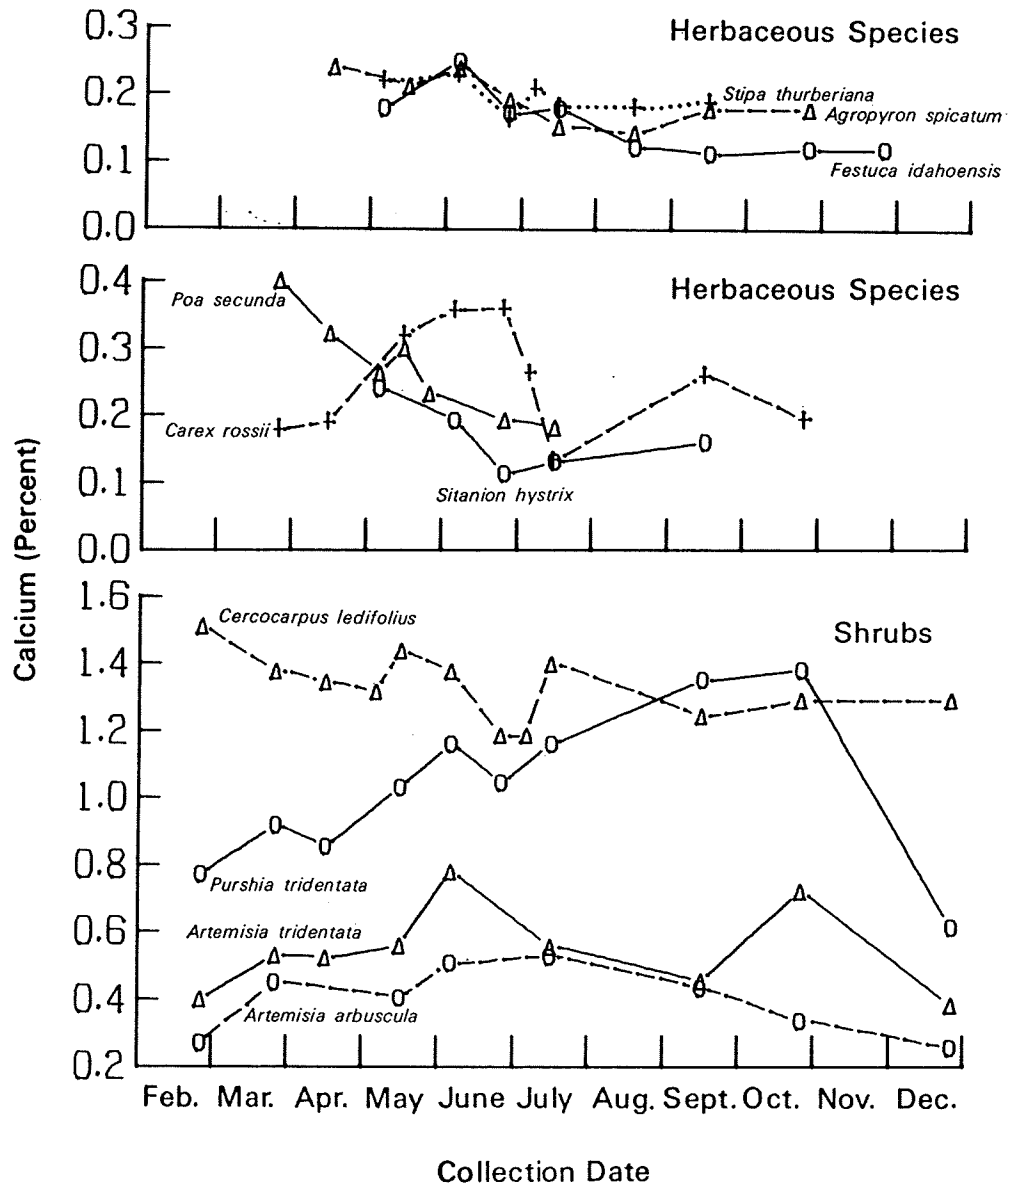 0.3
Herbaceous Species
0.2
Stipa thurberiana
Agropyron spicatum
0.1
Festuca idahoensis
0.0
0.4
Herbaceous Species
Poa secunda
0.3
0.2
Carex rossii
0.1
Sitanion hystrix
0.0
Calcium (Percent)
1.6
Cercocarpus ledifolius
Shrubs
1.4
1.2
1.0
0.8
Purshia tridentata
0.6
Artemisia tridentata
0.4
Artemisia arbuscula
0.2
Feb. Mar. Apr. May June July Aug. Sept. Oct. Nov. Dec.
Collection Date